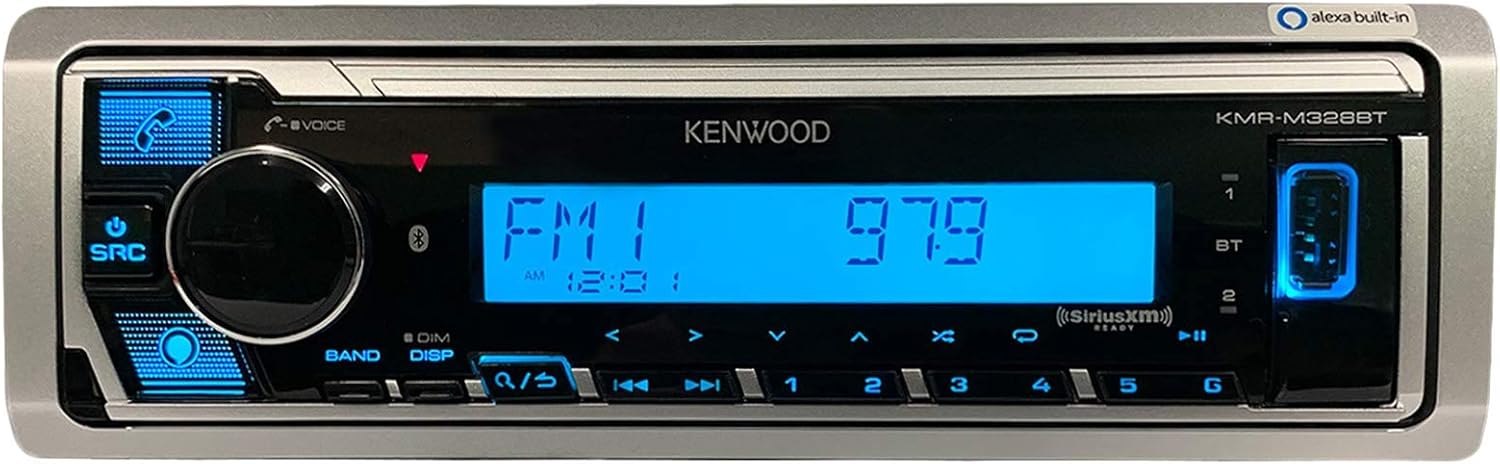 alexa built-in
KENWOOD
KMR-M328BT
VOICE
SRC
FM1 97.9
AM 12:01 1
1
BT
2
((SiriusXM))
READY
DIM
BAND DISP
1 2 3 4 5 6